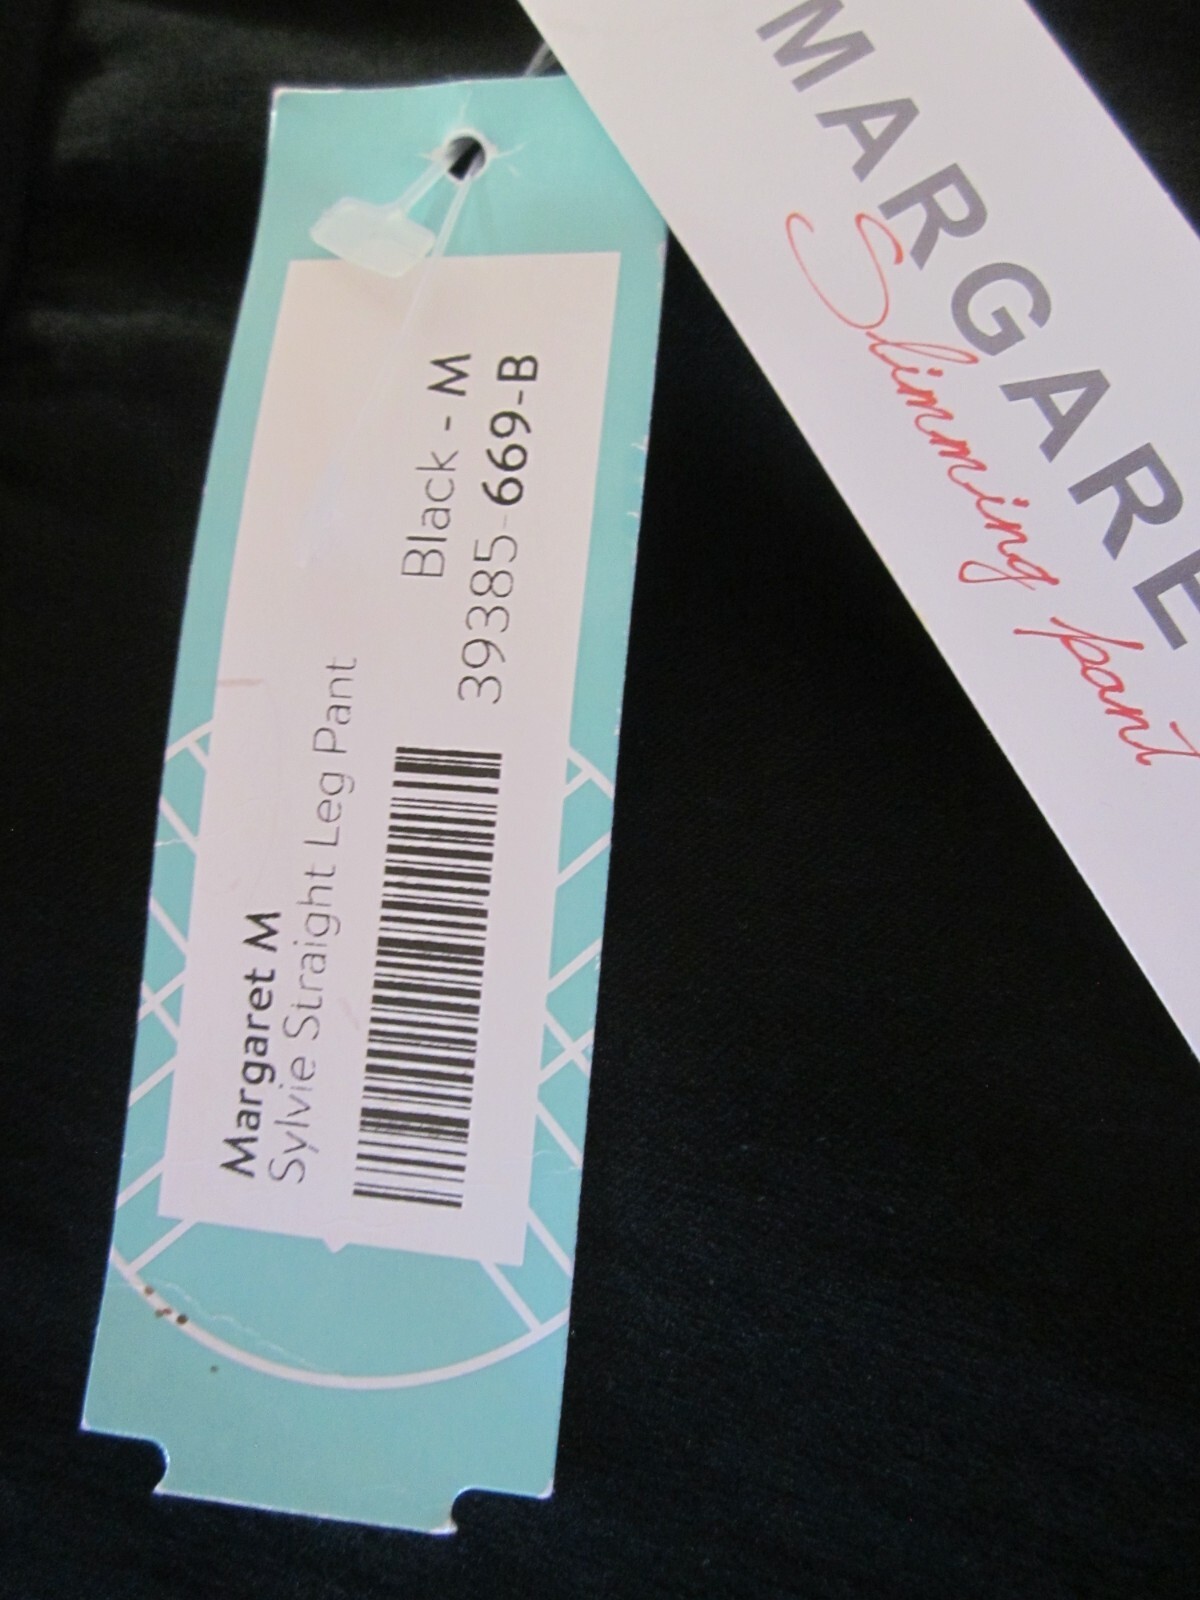 Margaret M
Sylvie Straight Leg Pant
Black - M
39385-669-B
MARGARE
Slimming pant